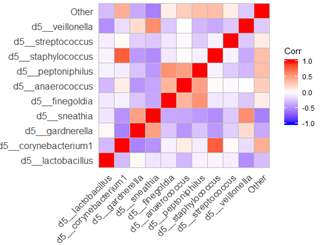 Other
d5__veillonella
d5__streptococcus
d5__staphylococcus
d5__peptoniphilus
d5__anaerococcus
d5__finegoldia
d5__sneathia
d5__gardnerella
d5__corynebacterium1
d5__lactobacillus
Corr
1.0
0.5
0.0
-0.5
-1.0
d5__lactobacillus
d5__corynebacterium1
d5__gardnerella
d5__sneathia
d5__finegoldia
d5__anaerococcus
d5__peptoniphilus
d5__staphylococcus
d5__streptococcus
d5__veillonella
Other